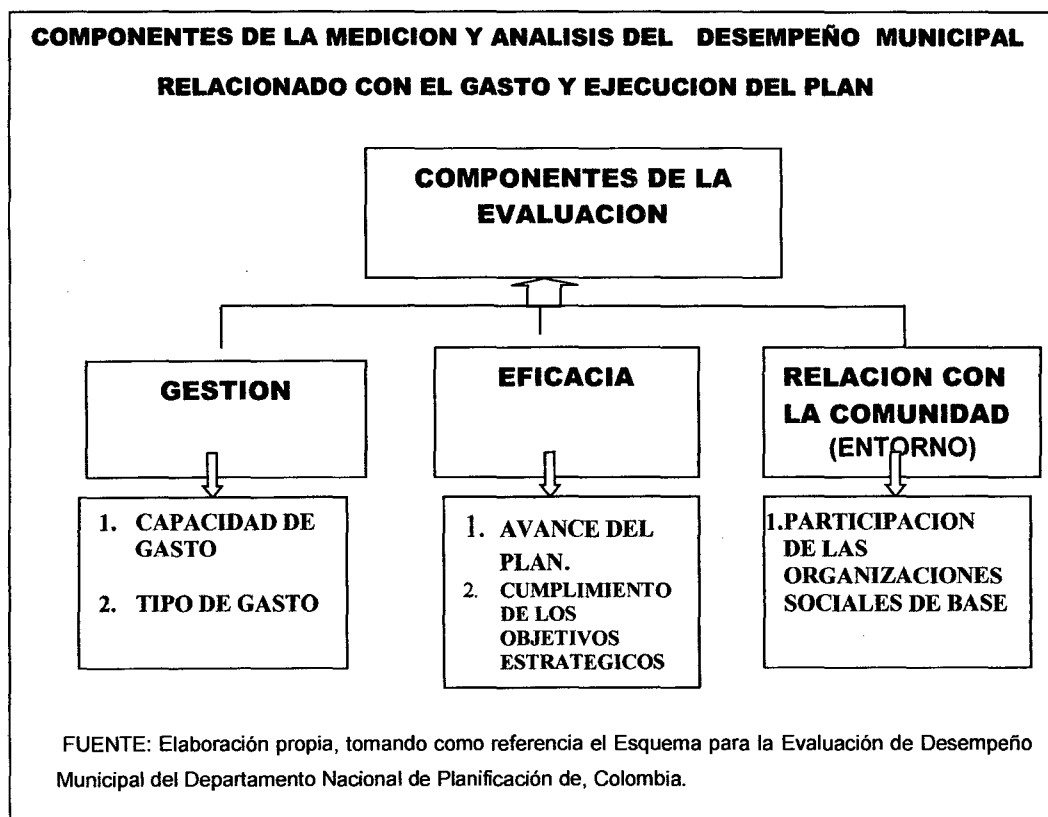 COMPONENTES DE LA MEDICION Y ANALISIS DEL DESEMPEÑO MUNICIPAL
RELACIONADO CON EL GASTO Y EJECUCION DEL PLAN
COMPONENTES DE LA
EVALUACION
GESTION
EFICACIA
RELACION CON
LA COMUNIDAD
(ENTORNO)
1. CAPACIDAD DE
GASTO
2. TIPO DE GASTO
1. AVANCE DEL
PLAN.
2. CUMPLIMIENTO
DE LOS
OBJETIVOS
ESTRATEGICOS
1.PARTICIPACION
DE LAS
ORGANIZACIONES
SOCIALES DE BASE
FUENTE: Elaboración propia, tomando como referencia el Esquema para la Evaluación de Desempeño
Municipal del Departamento Nacional de Planificación de, Colombia.